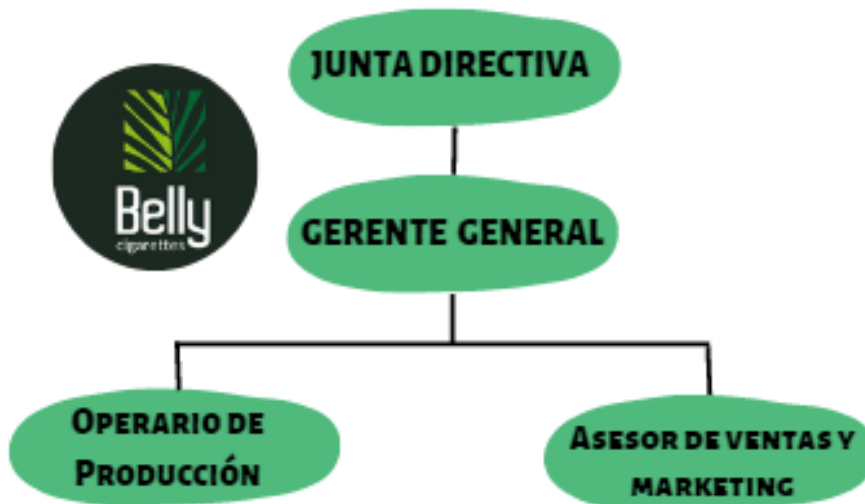 JUNTA DIRECTIVA
Belly
cigarettes
GERENTE GENERAL
OPERARIO DE
PRODUCCIÓN
ASESOR DE VENTAS Y
MARKETING